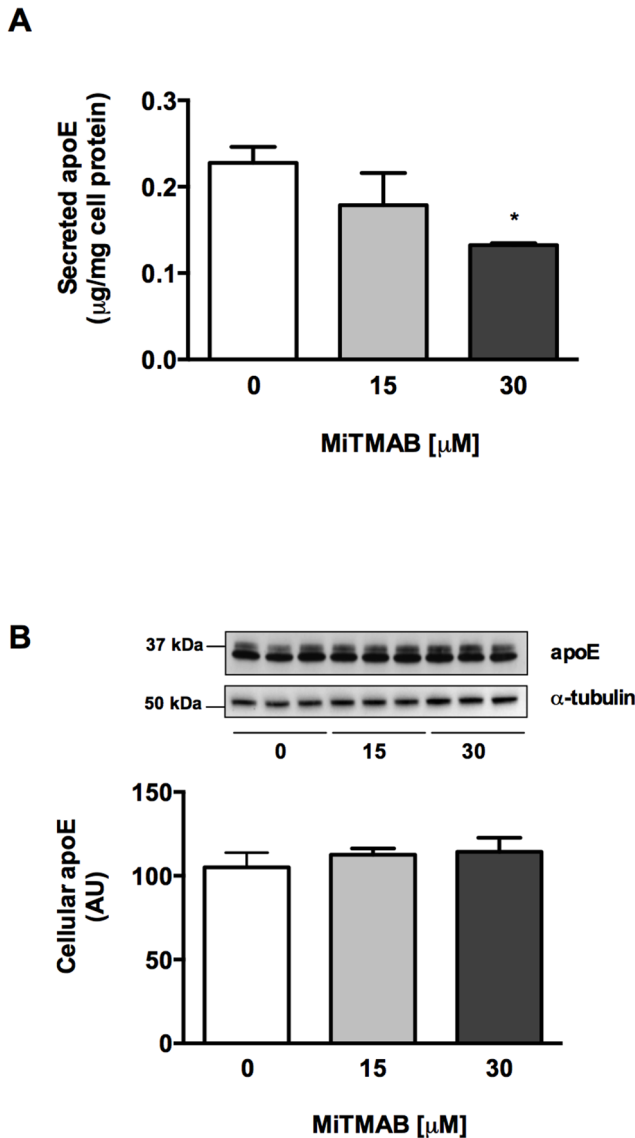 A
Secreted apoE
(μg/mg cell protein)
0.3
0.2
0.1
0.0
0 15 30
*
MiTMAB [μM]
B
37 kDa
apoE
50 kDa
α-tubulin
0 15 30
Cellular apoE
(AU)
150
100
50
0
0 15 30
MiTMAB [μM]